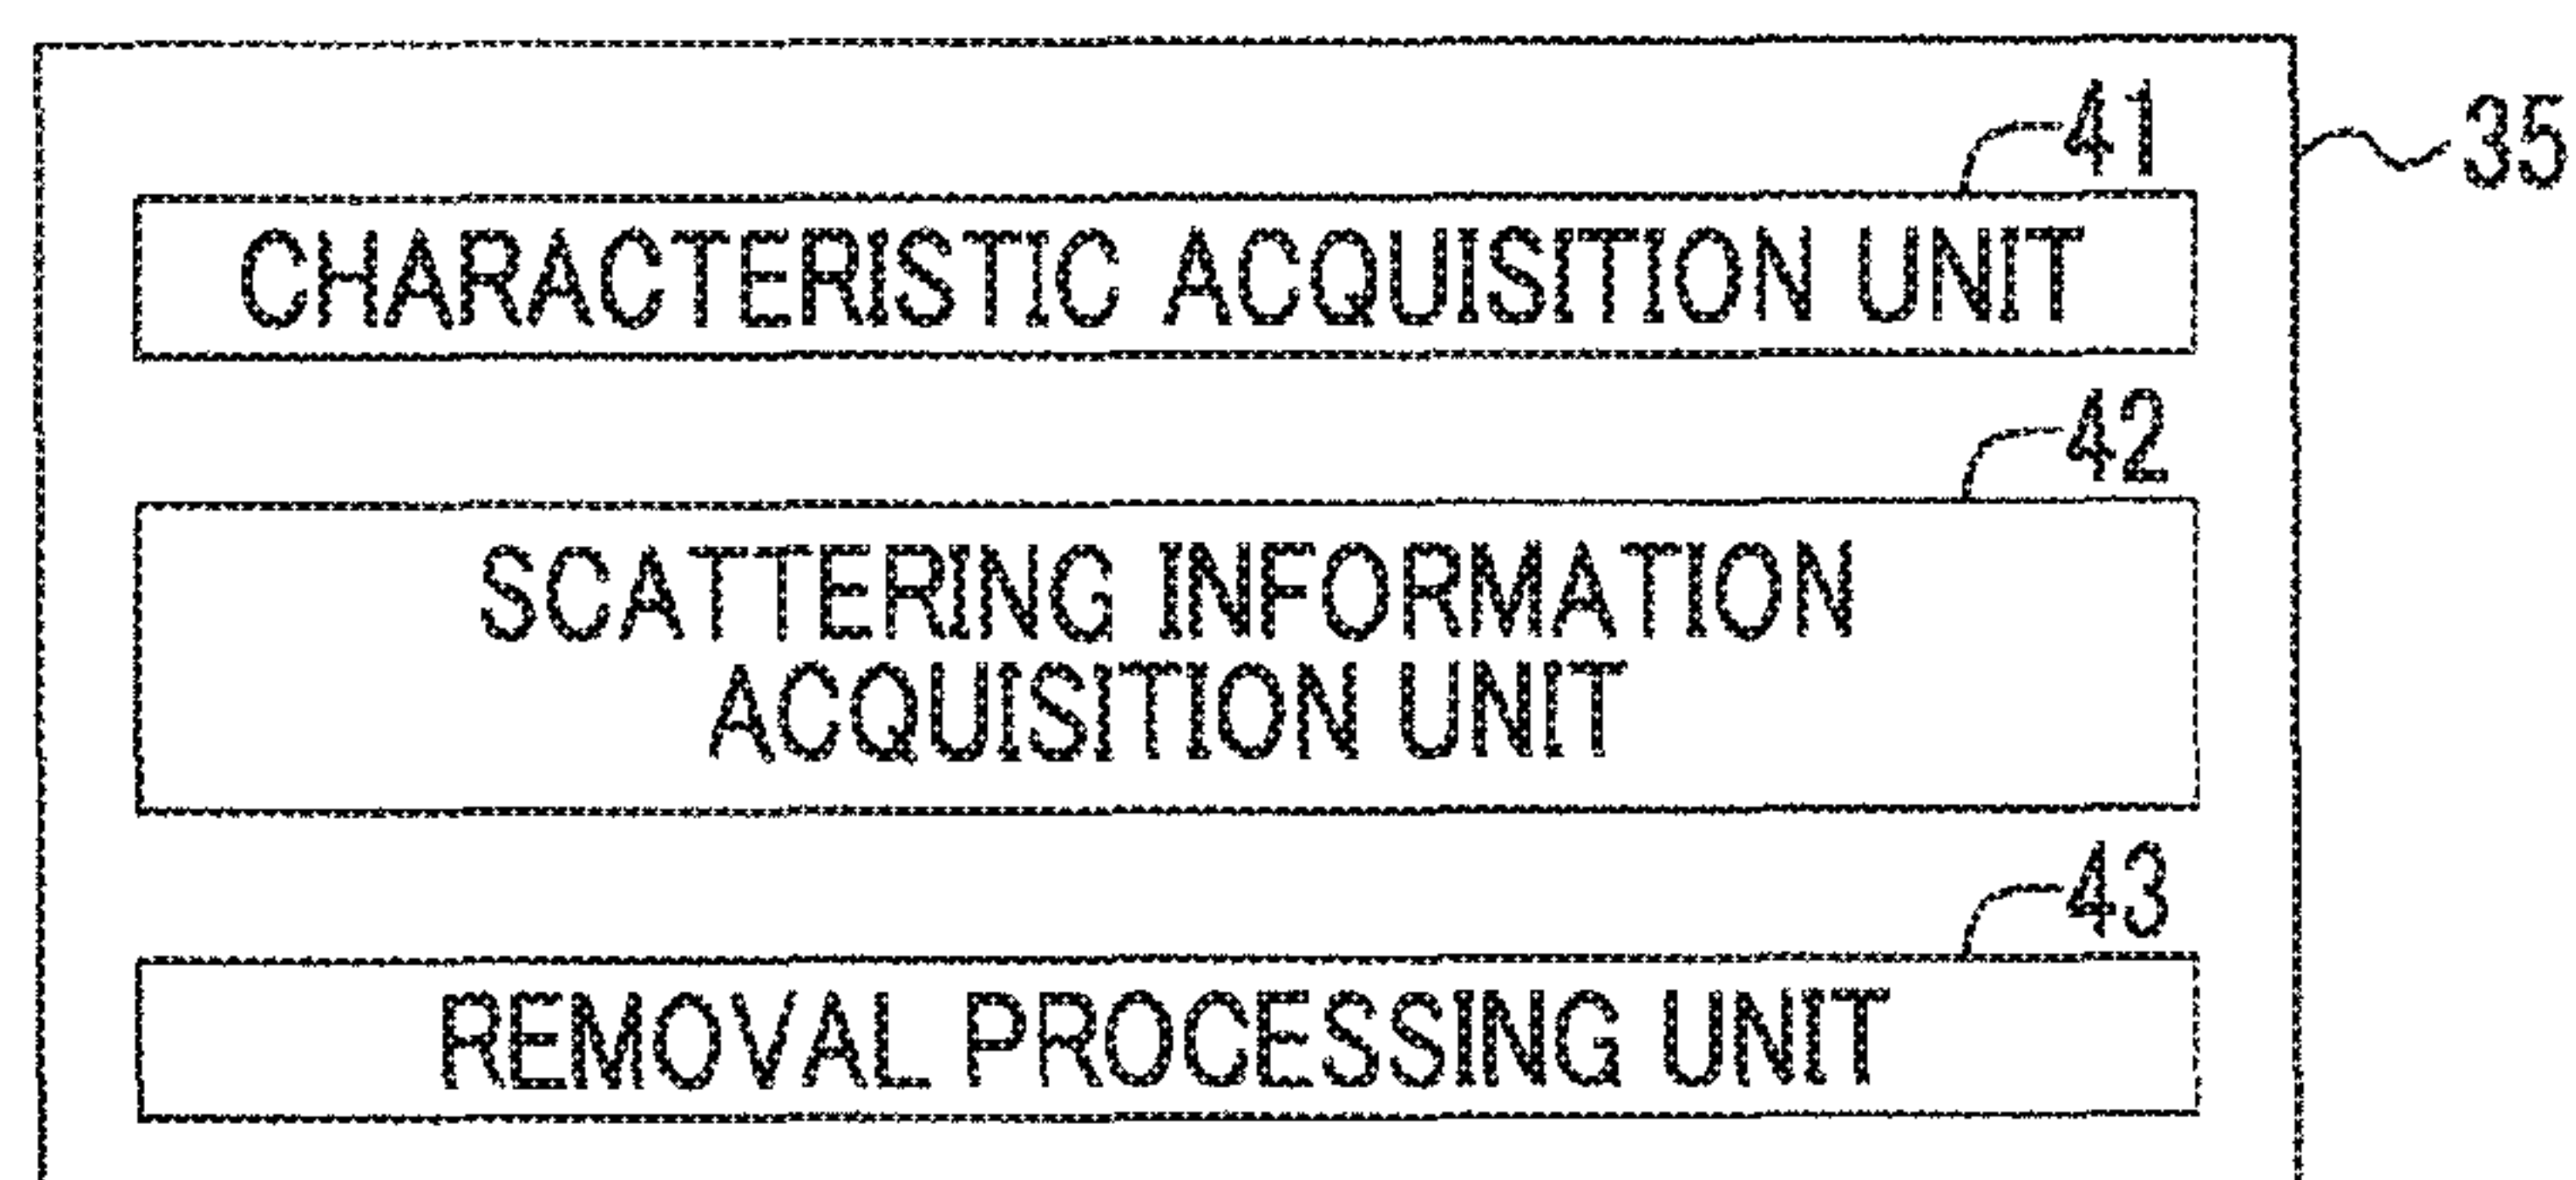 41
35
CHARACTERISTIC ACQUISITION UNIT
42
SCATTERING INFORMATION
ACQUISITION UNIT
43
REMOVAL PROCESSING UNIT